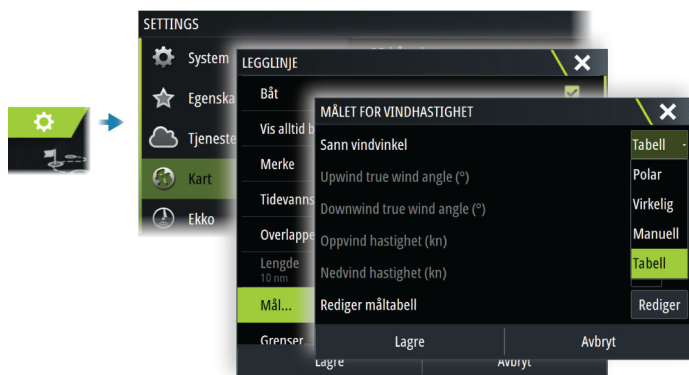 SETTINGS
System
Egenska
Tjeneste
Kart
Ekko
LEGGLINJE
Båt
Vis alltid b
Merke
Tidevanns
Overlappe
Lengde
10 nm
Mål...
Grenser
Lagre
Avbryt
MÅLET FOR VINDHASTIGHET
Sann vindvinkel
Tabell
Upwind true wind angle (°)
Downwind true wind angle (°)
Oppvind hastighet (kn)
Nedvind hastighet (kn)
Rediger måltabell
Rediger
Polar
Virkelig
Manuell
Tabell
Lagre
Avbryt